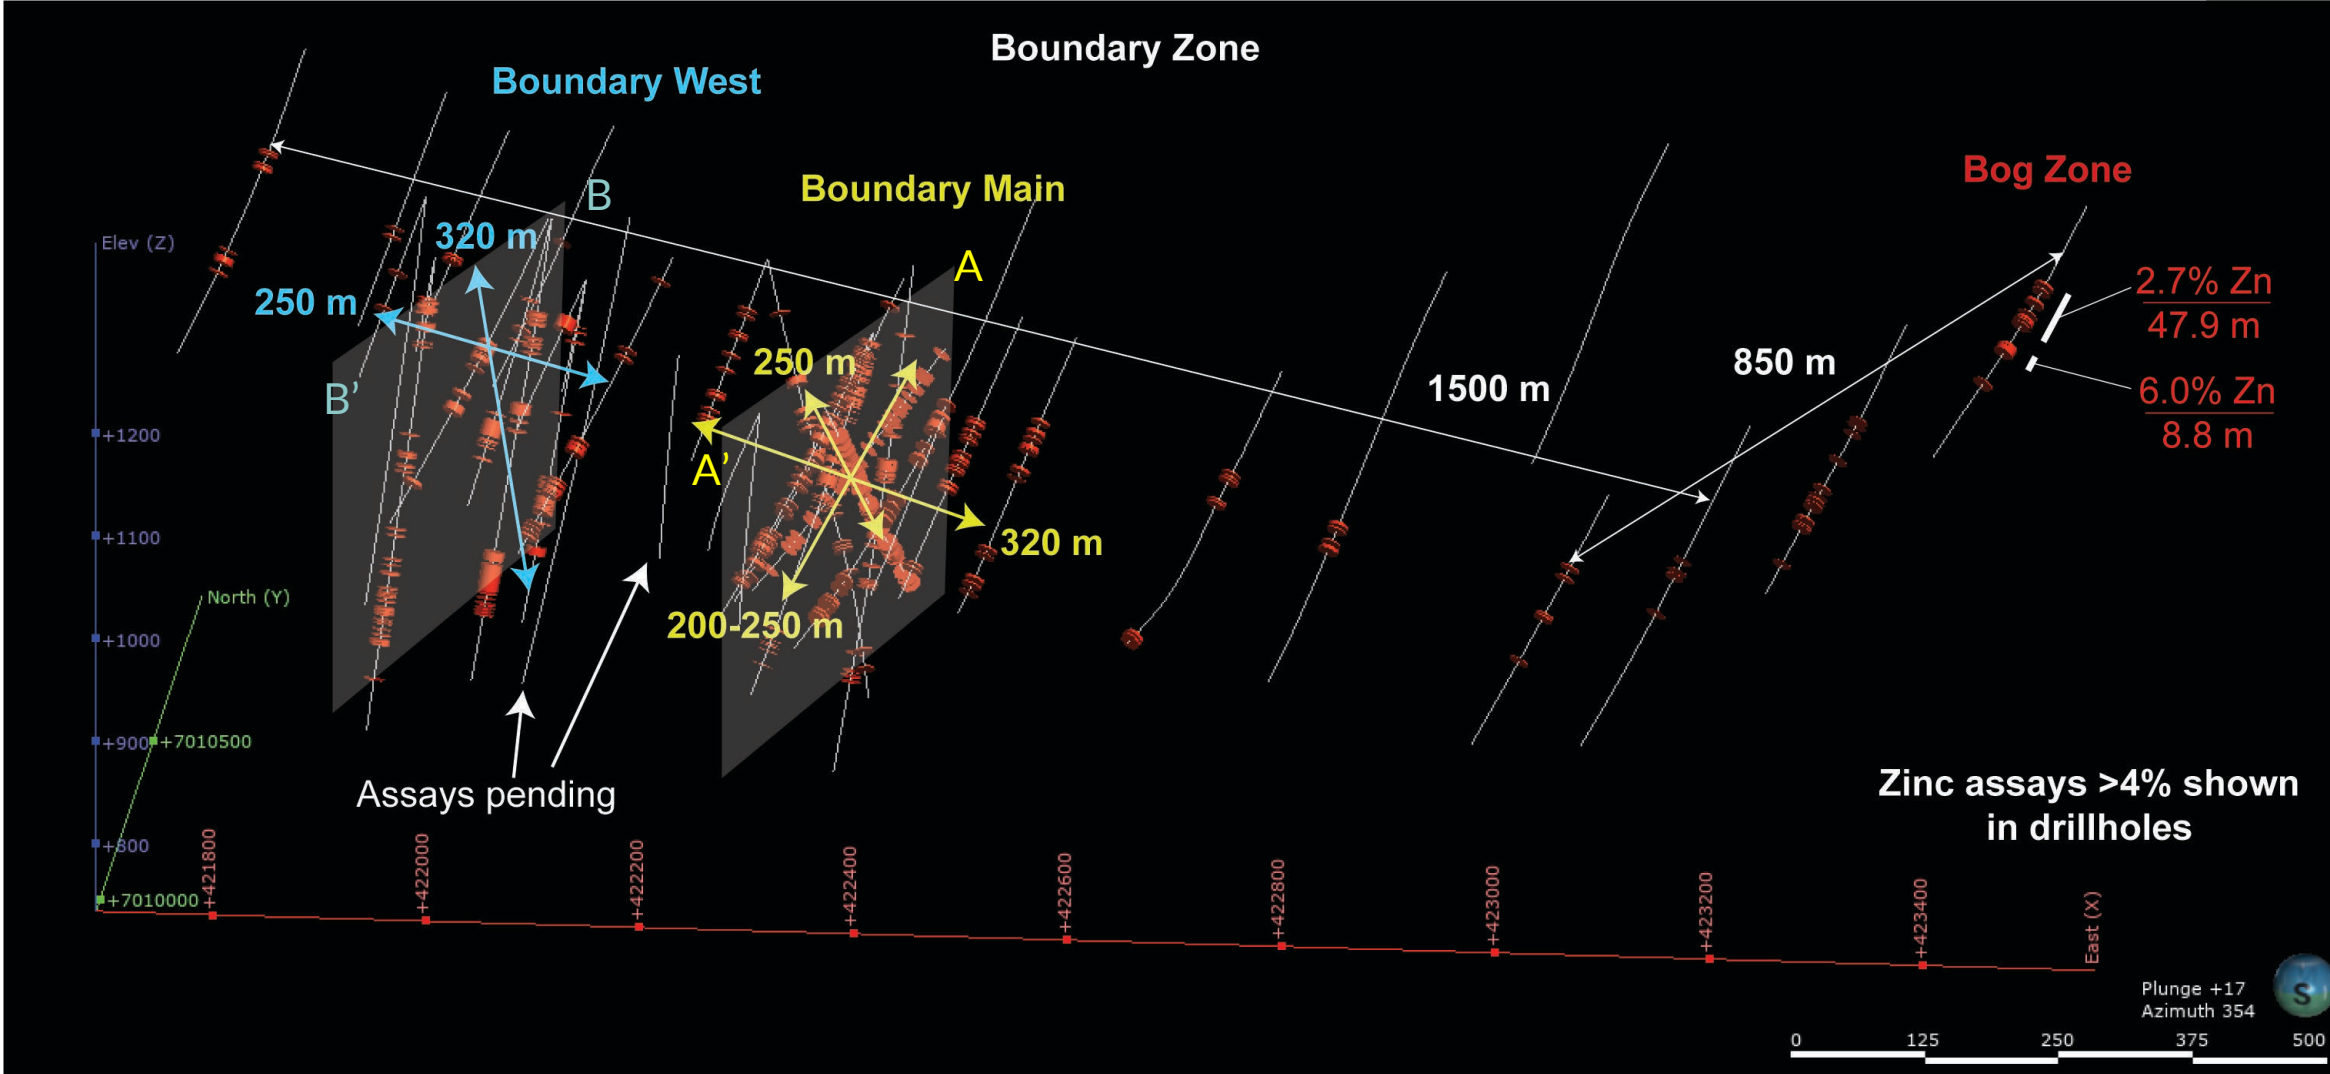 Boundary Zone
Boundary West
Bog Zone
Boundary Main
B
Elev (Z)
320 m
A
250 m
2.7% Zn
47.9 m
250 m
850 m
1500 m
B’
6.0% Zn
8.8 m
+1200
A’
+1100
320 m
North (Y)
200-250 m
+1000
+900
+7010500
Assays pending
Zinc assays >4% shown
in drillholes
+800
+7010000
+421800
+422000
+422200
+422400
+422600
+422800
+423000
+423200
+423400
East (X)
Plunge +17
Azimuth 354
S
0 125 250 375 500